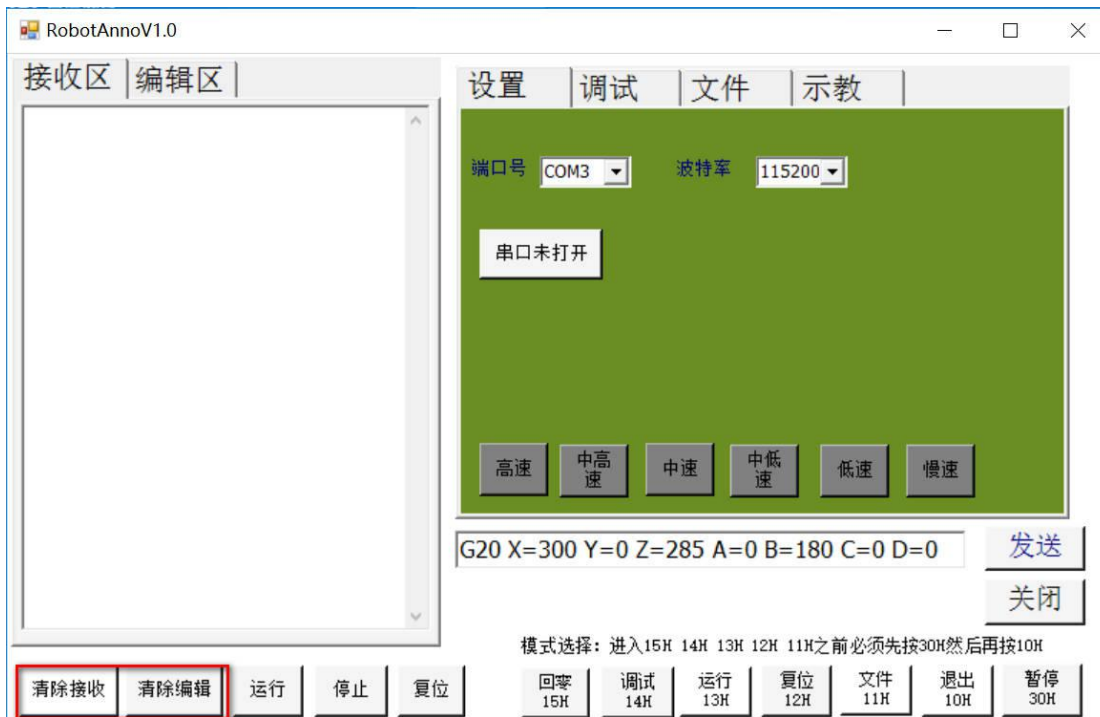 RobotAnnoV1.0
接收区 编辑区
设置 调试 文件 示教
端口号 COM3 波特率 115200
串口未打开
高速 中高速 中速 中低速 低速 慢速
G20 X=300 Y=0 Z=285 A=0 B=180 C=0 D=0 发送
关闭
模式选择：进入15H 14H 13H 12H 11H之前必须先按30H然后再按10H
清除接收 清除编辑 运行 停止 复位 回零 调试 运行 复位 文件 退出 暂停
15H 14H 13H 12H 11H 10H 30H